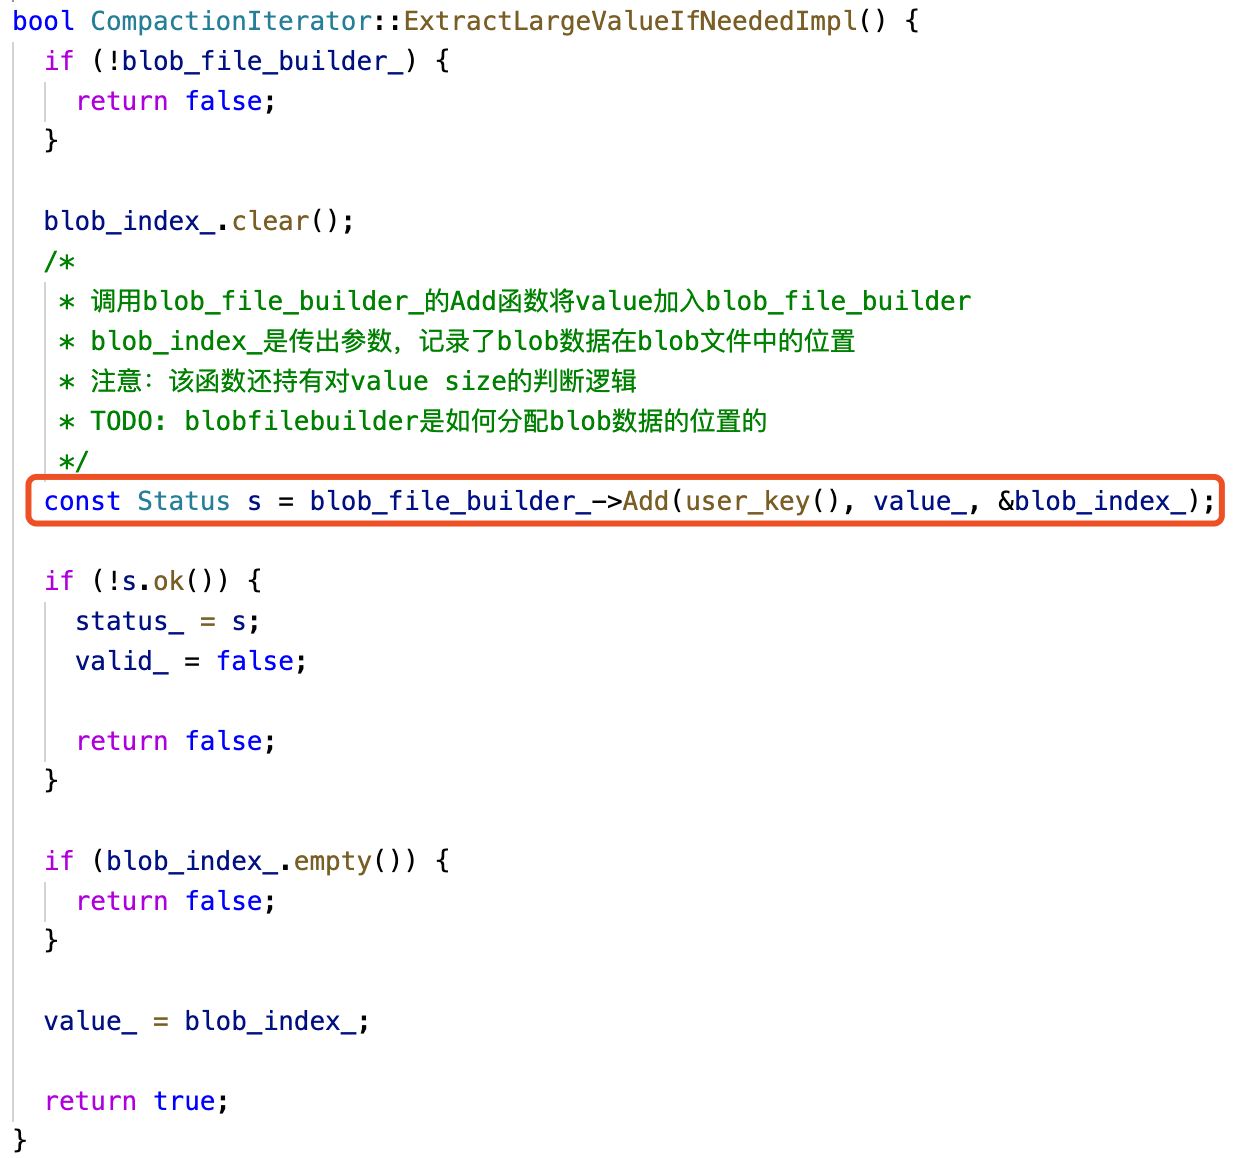 bool CompactionIterator::ExtractLargeValueIfNeededImpl() {
  if (!blob_file_builder_) {
    return false;
  }

  blob_index_.clear();
  /*
   * 调用blob_file_builder_的Add函数将value加入blob_file_builder
   * blob_index_是传出参数，记录了blob数据在blob文件中的位置
   * 注意：该函数还持有对value size的判断逻辑
   * TODO: blobfilebuilder是如何分配blob数据的位置的
   */
  const Status s = blob_file_builder_->Add(user_key(), value_, &blob_index_);

  if (!s.ok()) {
    status_ = s;
    valid_ = false;

    return false;
  }

  if (blob_index_.empty()) {
    return false;
  }

  value_ = blob_index_;

  return true;
}